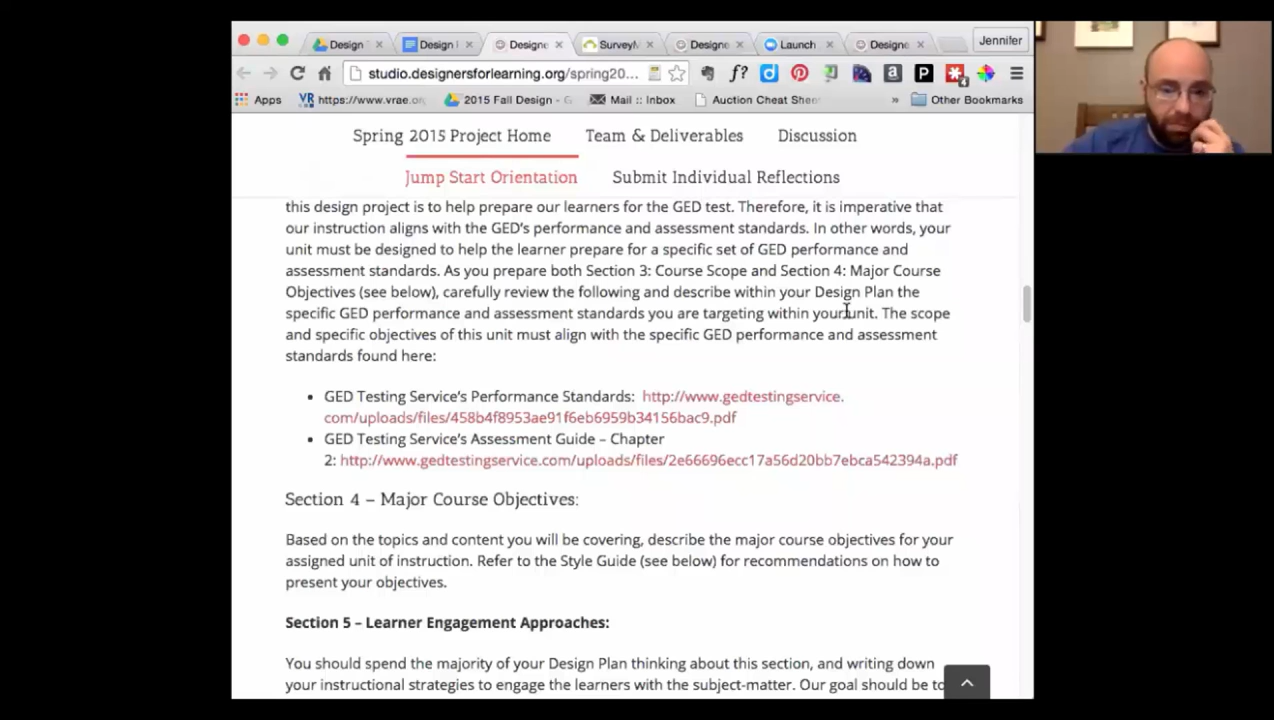 Design
Design
Designe
SurveyM
Designe
Launch
Designe
Jennifer
studio.designersforlearning.org/spring20...
f?
Apps
https://www.vrae.or
2015 Fall Design - G
Mail :: Inbox
Auction Cheat Shee
»
Other Bookmarks
Spring 2015 Project Home
Team & Deliverables
Discussion
Jump Start Orientation
Submit Individual Reflections
this design project is to help prepare our learners for the GED test. Therefore, it is imperative that
our instruction aligns with the GED's performance and assessment standards. In other words, your
unit must be designed to help the learner prepare for a specific set of GED performance and
assessment standards. As you prepare both Section 3: Course Scope and Section 4: Major Course
Objectives (see below), carefully review the following and describe within your Design Plan the
specific GED performance and assessment standards you are targeting within your unit. The scope
and specific objectives of this unit must align with the specific GED performance and assessment
standards found here:
• GED Testing Service's Performance Standards: http://www.gedtestingservice.
com/uploads/files/458b4f8953ae91f6eb6959b34156bac9.pdf
• GED Testing Service's Assessment Guide – Chapter
2: http://www.gedtestingservice.com/uploads/files/2e66696ecc17a56d20bb7ebca542394a.pdf
Section 4 – Major Course Objectives:
Based on the topics and content you will be covering, describe the major course objectives for your
assigned unit of instruction. Refer to the Style Guide (see below) for recommendations on how to
present your objectives.
Section 5 – Learner Engagement Approaches:
You should spend the majority of your Design Plan thinking about this section, and writing down
your instructional strategies to engage the learners with the subject-matter. Our goal should be to